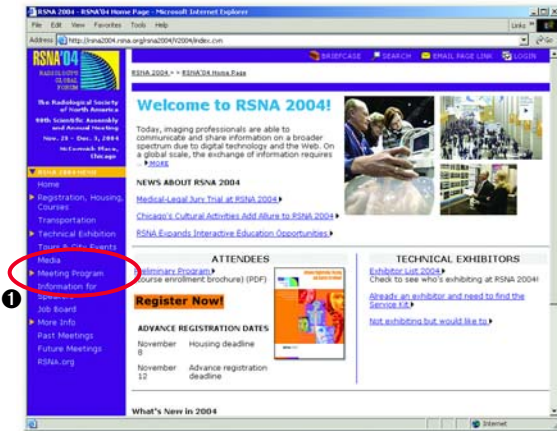 RSNA 2004 - RSNA'04 Home Page - Microsoft Internet Explorer
File Edit View Favorites Tools Help
Links
Address http://rsna2004.rsna.org/rsna2004/V2004/index.cvn
Go
BRIEFCASE SEARCH EMAIL PAGE LINK LOGIN
RSNA'04
RADIOLOGY'S
GLOBAL
FORUM
RSNA 2004 > > RSNA'04 Home Page
The Radiological Society
of North America
90th Scientific Assembly
and Annual Meeting
Nov. 28 - Dec. 3, 2004
McCormick Place,
Chicago
RSNA 2004 MENU
Home
Registration, Housing,
Courses
Transportation
Technical Exhibition
Tours & City Events
Media
Meeting Program
Information for
Speakers
Job Board
More Info
Past Meetings
Future Meetings
RSNA.org
1
Welcome to RSNA 2004!
Today, imaging professionals are able to
communicate and share information on a broader
spectrum due to digital technology and the Web. On
a global scale, the exchange of information requires
... MORE
NEWS ABOUT RSNA 2004
Medical-Legal Jury Trial at RSNA 2004
Chicago's Cultural Activities Add Allure to RSNA 2004
RSNA Expands Interactive Education Opportunities
ATTENDEES
Preliminary Program
(course enrollment brochure) (PDF)
Register Now!
ADVANCE REGISTRATION DATES
November 8 Housing deadline
November 12 Advance registration deadline
What's New in 2004
TECHNICAL EXHIBITORS
Exhibitor List 2004
Check to see who's exhibiting at RSNA 2004!
Already an exhibitor and need to find the
Service Kit
Not exhibiting but would like to
Internet